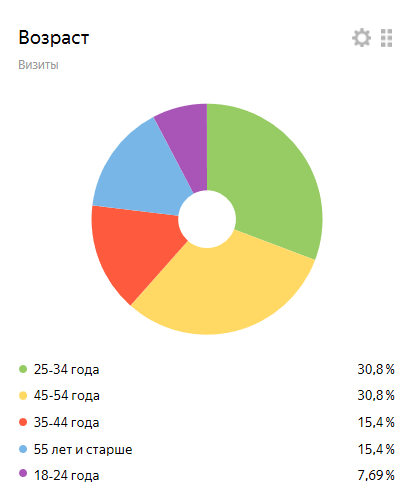 Возраст
Визиты
25-34 года 30,8 %
45-54 года 30,8 %
35-44 года 15,4 %
55 лет и старше 15,4 %
18-24 года 7,69 %